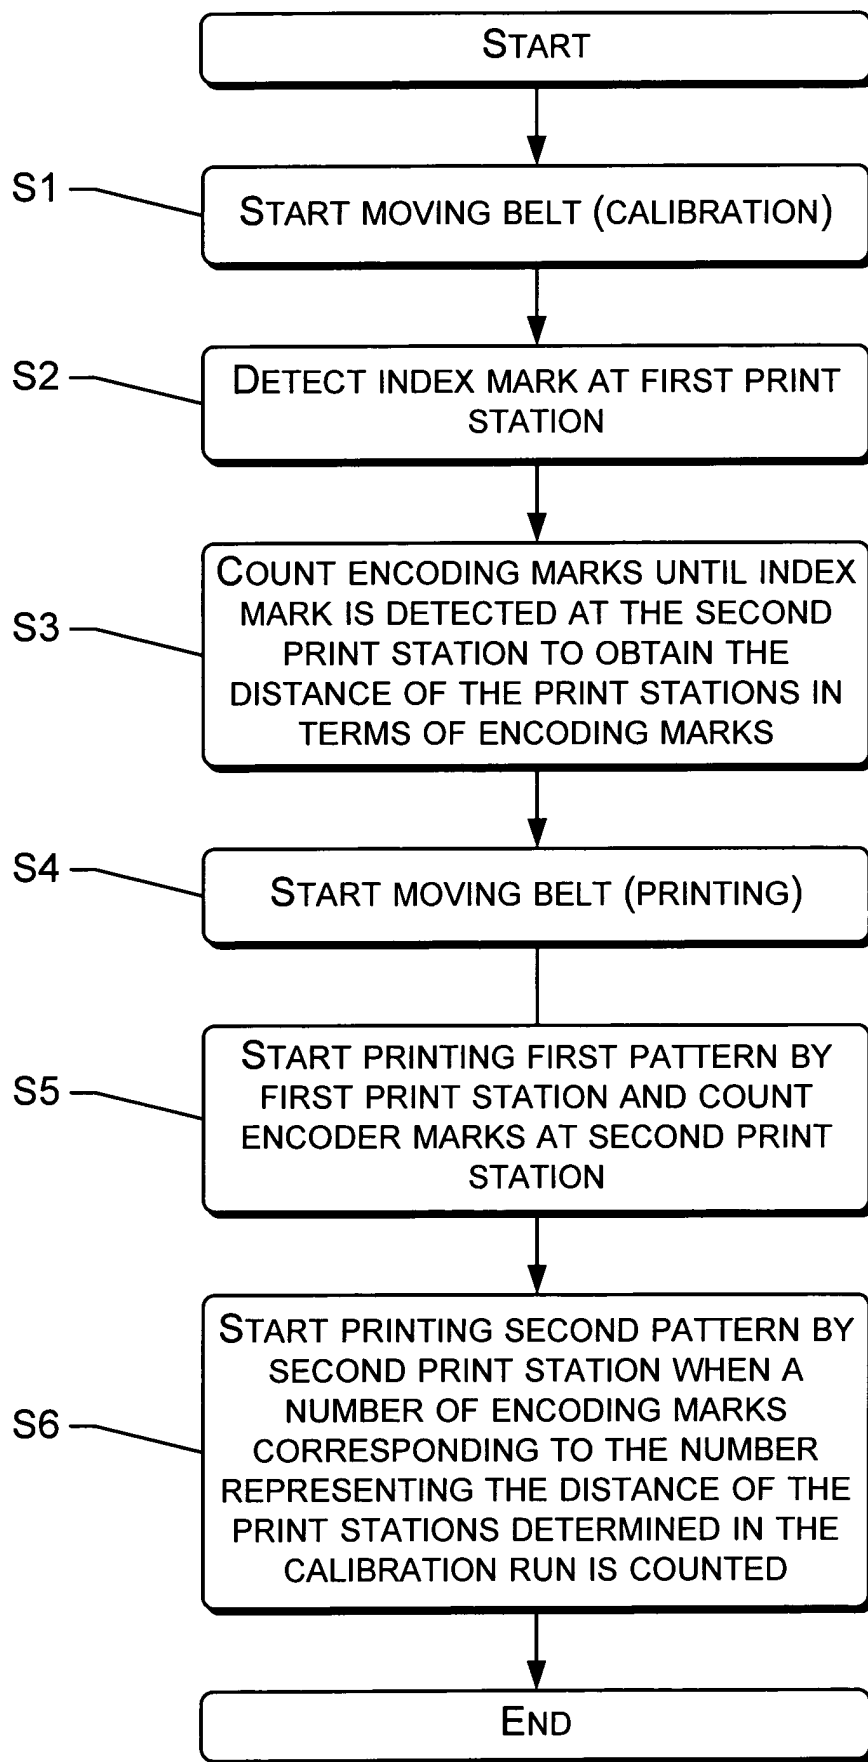 START
S1
START MOVING BELT (CALIBRATION)
S2
DETECT INDEX MARK AT FIRST PRINT
STATION
S3
COUNT ENCODING MARKS UNTIL INDEX
MARK IS DETECTED AT THE SECOND
PRINT STATION TO OBTAIN THE
DISTANCE OF THE PRINT STATIONS IN
TERMS OF ENCODING MARKS
S4
START MOVING BELT (PRINTING)
S5
START PRINTING FIRST PATTERN BY
FIRST PRINT STATION AND COUNT
ENCODER MARKS AT SECOND PRINT
STATION
S6
START PRINTING SECOND PATTERN BY
SECOND PRINT STATION WHEN A
NUMBER OF ENCODING MARKS
CORRESPONDING TO THE NUMBER
REPRESENTING THE DISTANCE OF THE
PRINT STATIONS DETERMINED IN THE
CALIBRATION RUN IS COUNTED
END